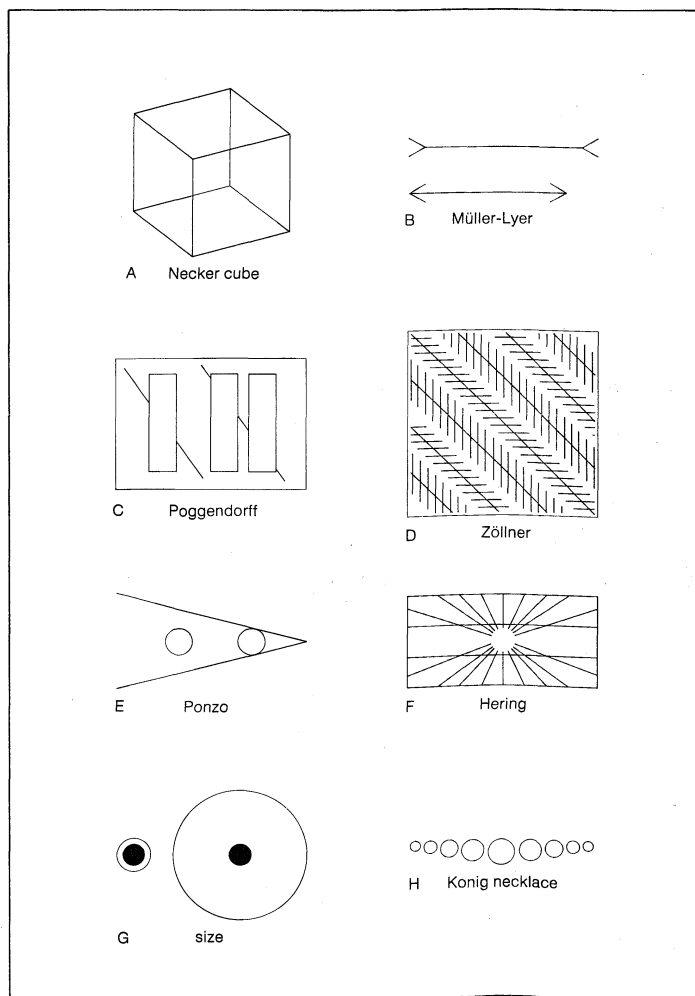 A Necker cube
B Müller-Lyer
C Poggendorff
D Zöllner
E Ponzo
F Hering
G size
H Konig necklace